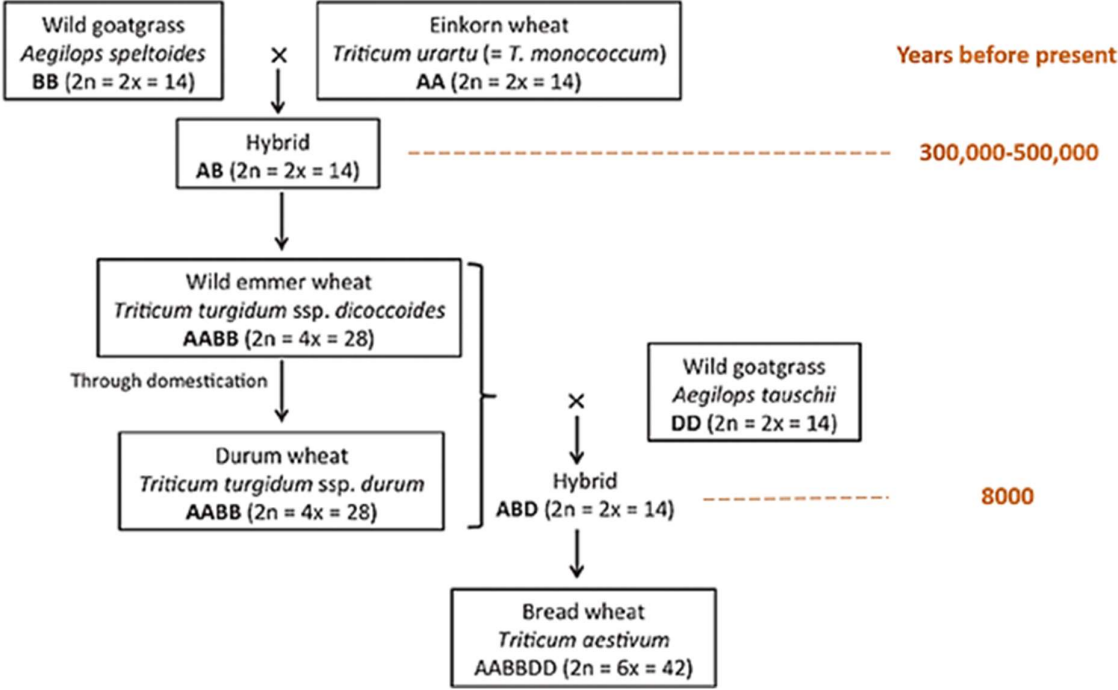 Wild goatgrass
Aegilops speltoides
BB (2n = 2x = 14)
×
Einkorn wheat
Triticum urartu (= T. monococcum)
AA (2n = 2x = 14)
Years before present
Hybrid
AB (2n = 2x = 14)
300,000-500,000
Wild emmer wheat
Triticum turgidum ssp. dicoccoides
AABB (2n = 4x = 28)
Through domestication
Durum wheat
Triticum turgidum ssp. durum
AABB (2n = 4x = 28)
×
Wild goatgrass
Aegilops tauschii
DD (2n = 2x = 14)
Hybrid
ABD (2n = 2x = 14)
8000
Bread wheat
Triticum aestivum
AABBDD (2n = 6x = 42)